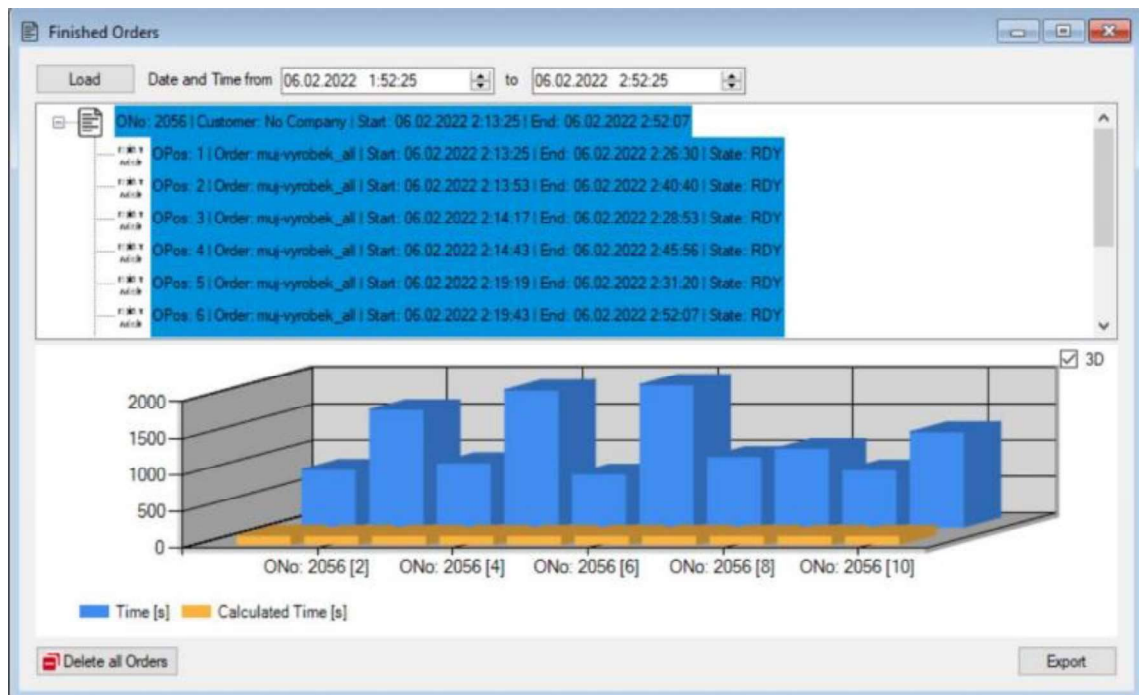 Finished Orders
Load Date and Time from 06.02.2022 1:52:25 to 06.02.2022 2:52:25
ONo: 2056 | Customer: No Company | Start: 06.02.2022 2:13:25 | End: 06.02.2022 2:52:07
OPos: 1 | Order: muj-vyrobek_all | Start: 06.02.2022 2:13:25 | End: 06.02.2022 2:26:30 | State: RDY
OPos: 2 | Order: muj-vyrobek_all | Start: 06.02.2022 2:13:53 | End: 06.02.2022 2:40:40 | State: RDY
OPos: 3 | Order: muj-vyrobek_all | Start: 06.02.2022 2:14:17 | End: 06.02.2022 2:28:53 | State: RDY
OPos: 4 | Order: muj-vyrobek_all | Start: 06.02.2022 2:14:43 | End: 06.02.2022 2:45:56 | State: RDY
OPos: 5 | Order: muj-vyrobek_all | Start: 06.02.2022 2:19:19 | End: 06.02.2022 2:31:20 | State: RDY
OPos: 6 | Order: muj-vyrobek_all | Start: 06.02.2022 2:19:43 | End: 06.02.2022 2:52:07 | State: RDY
3D
2000
1500
1000
500
0
ONo: 2056 [2] ONo: 2056 [4] ONo: 2056 [6] ONo: 2056 [8] ONo: 2056 [10]
Time [s] Calculated Time [s]
Delete all Orders Export